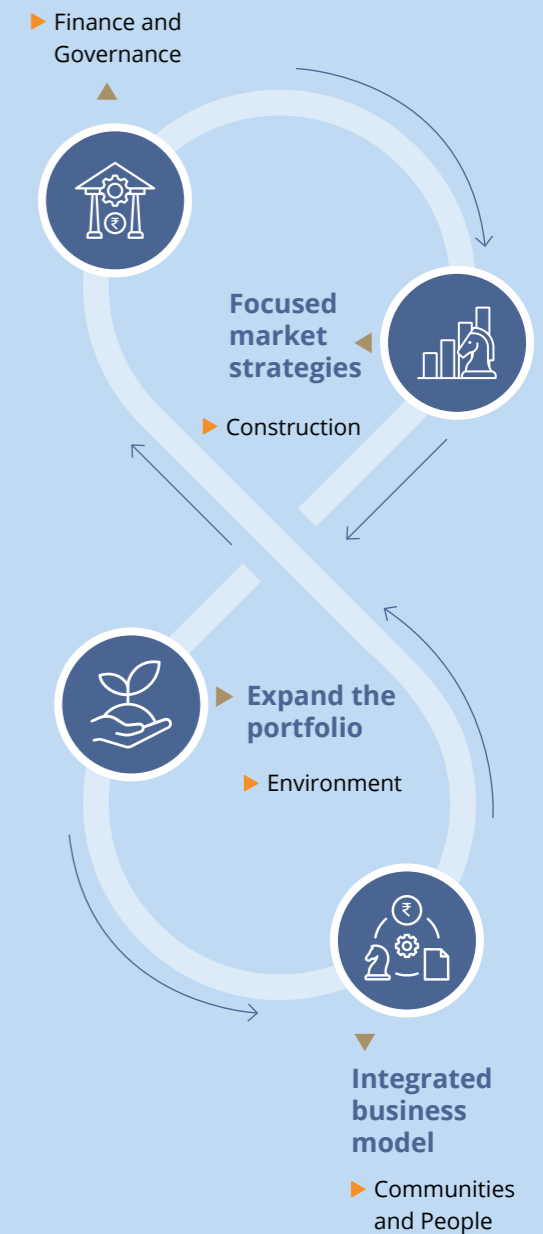 Finance and
Governance
₹
Focused
market
strategies
Construction
Expand the
portfolio
Environment
₹
Integrated
business
model
Communities
and People